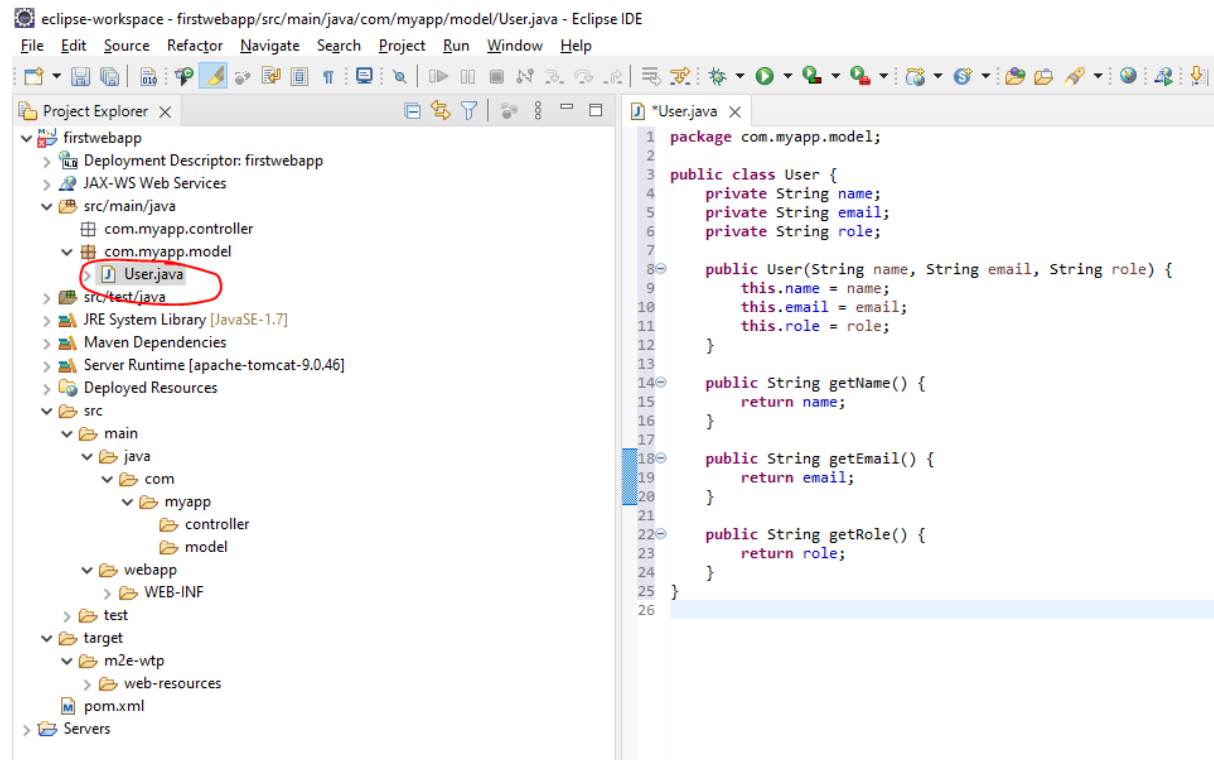 eclipse-workspace - firstwebapp/src/main/java/com/myapp/model/User.java - Eclipse IDE
File Edit Source Refactor Navigate Search Project Run Window Help
Project Explorer
firstwebapp
Deployment Descriptor: firstwebapp
JAX-WS Web Services
src/main/java
com.myapp.controller
com.myapp.model
User.java
src/test/java
JRE System Library [JavaSE-1.7]
Maven Dependencies
Server Runtime [apache-tomcat-9.0.46]
Deployed Resources
src
main
java
com
myapp
controller
model
webapp
WEB-INF
test
target
m2e-wtp
web-resources
pom.xml
Servers
*User.java
1 package com.myapp.model;
2
3 public class User {
4     private String name;
5     private String email;
6     private String role;
7
8     public User(String name, String email, String role) {
9         this.name = name;
10         this.email = email;
11         this.role = role;
12     }
13
14     public String getName() {
15         return name;
16     }
17
18     public String getEmail() {
19         return email;
20     }
21
22     public String getRole() {
23         return role;
24     }
25 }
26